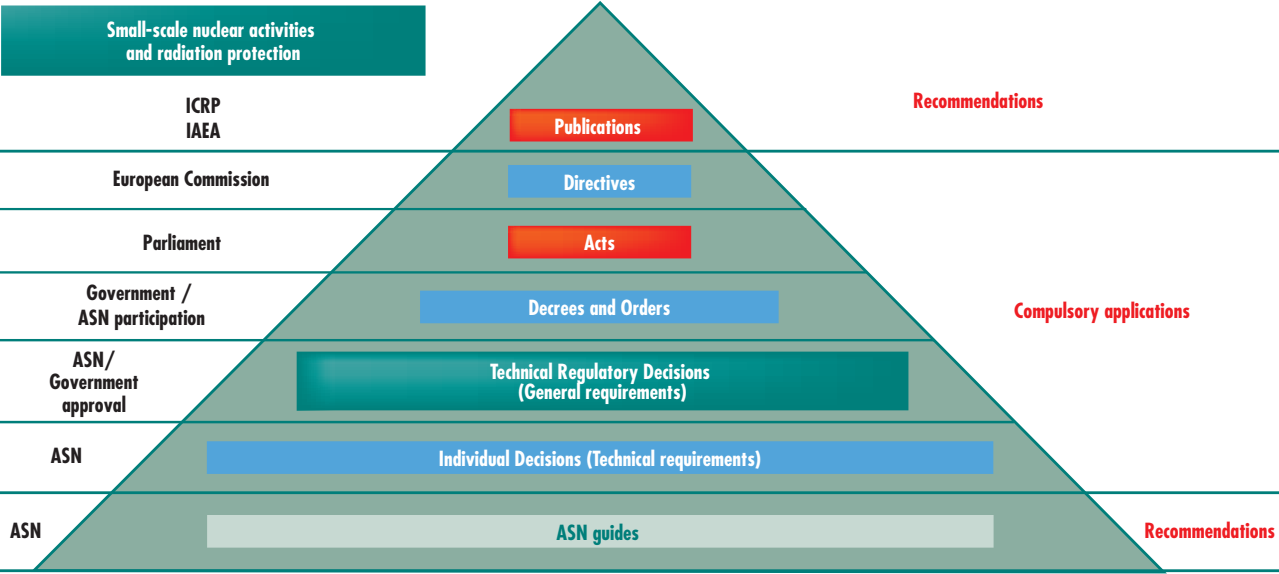 Small-scale nuclear activities
and radiation protection
ICRP
IAEA
Publications
Recommendations
European Commission
Directives
Parliament
Acts
Government /
ASN participation
Decrees and Orders
Compulsory applications
ASN/
Government
approval
Technical Regulatory Decisions
(General requirements)
ASN
Individual Decisions (Technical requirements)
ASN
ASN guides
Recommendations